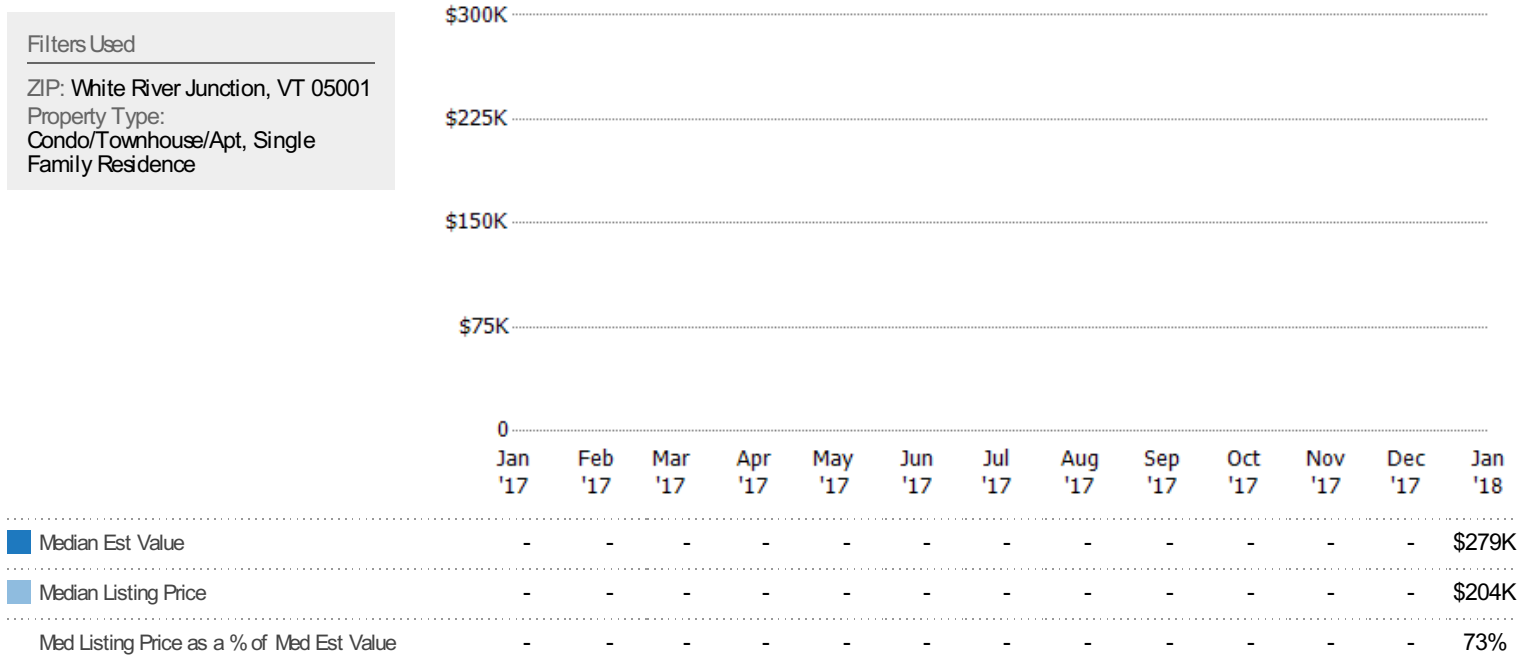 Filters Used
ZIP: White River Junction, VT 05001
Property Type:
Condo/Townhouse/Apt, Single
Family Residence
$300K
$225K
$150K
$75K
0
Jan Feb Mar Apr May Jun Jul Aug Sep Oct Nov Dec Jan
'17 '17 '17 '17 '17 '17 '17 '17 '17 '17 '17 '17 '18
Median Est Value - - - - - - - - - - - - $279K
Median Listing Price - - - - - - - - - - - - $204K
Med Listing Price as a % of Med Est Value - - - - - - - - - - - - 73%